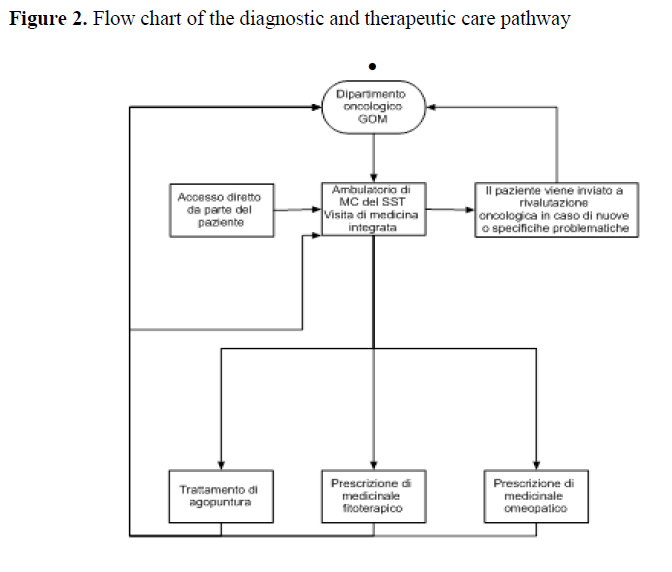 Figure 2. Flow chart of the diagnostic and therapeutic care pathway
Dipartimento
oncologico
GOM
Accesso diretto
da parte del
paziente
Ambulatorio di
MC del SST
Visita di medicina
integrata
Il paziente viene inviato a
rivalutazione
oncologica in caso di nuove
o specifiche problematiche
Trattamento di
agopuntura
Prescrizione di
medicinale
fitoterapico
Prescrizione di
medicinale
omeopatico